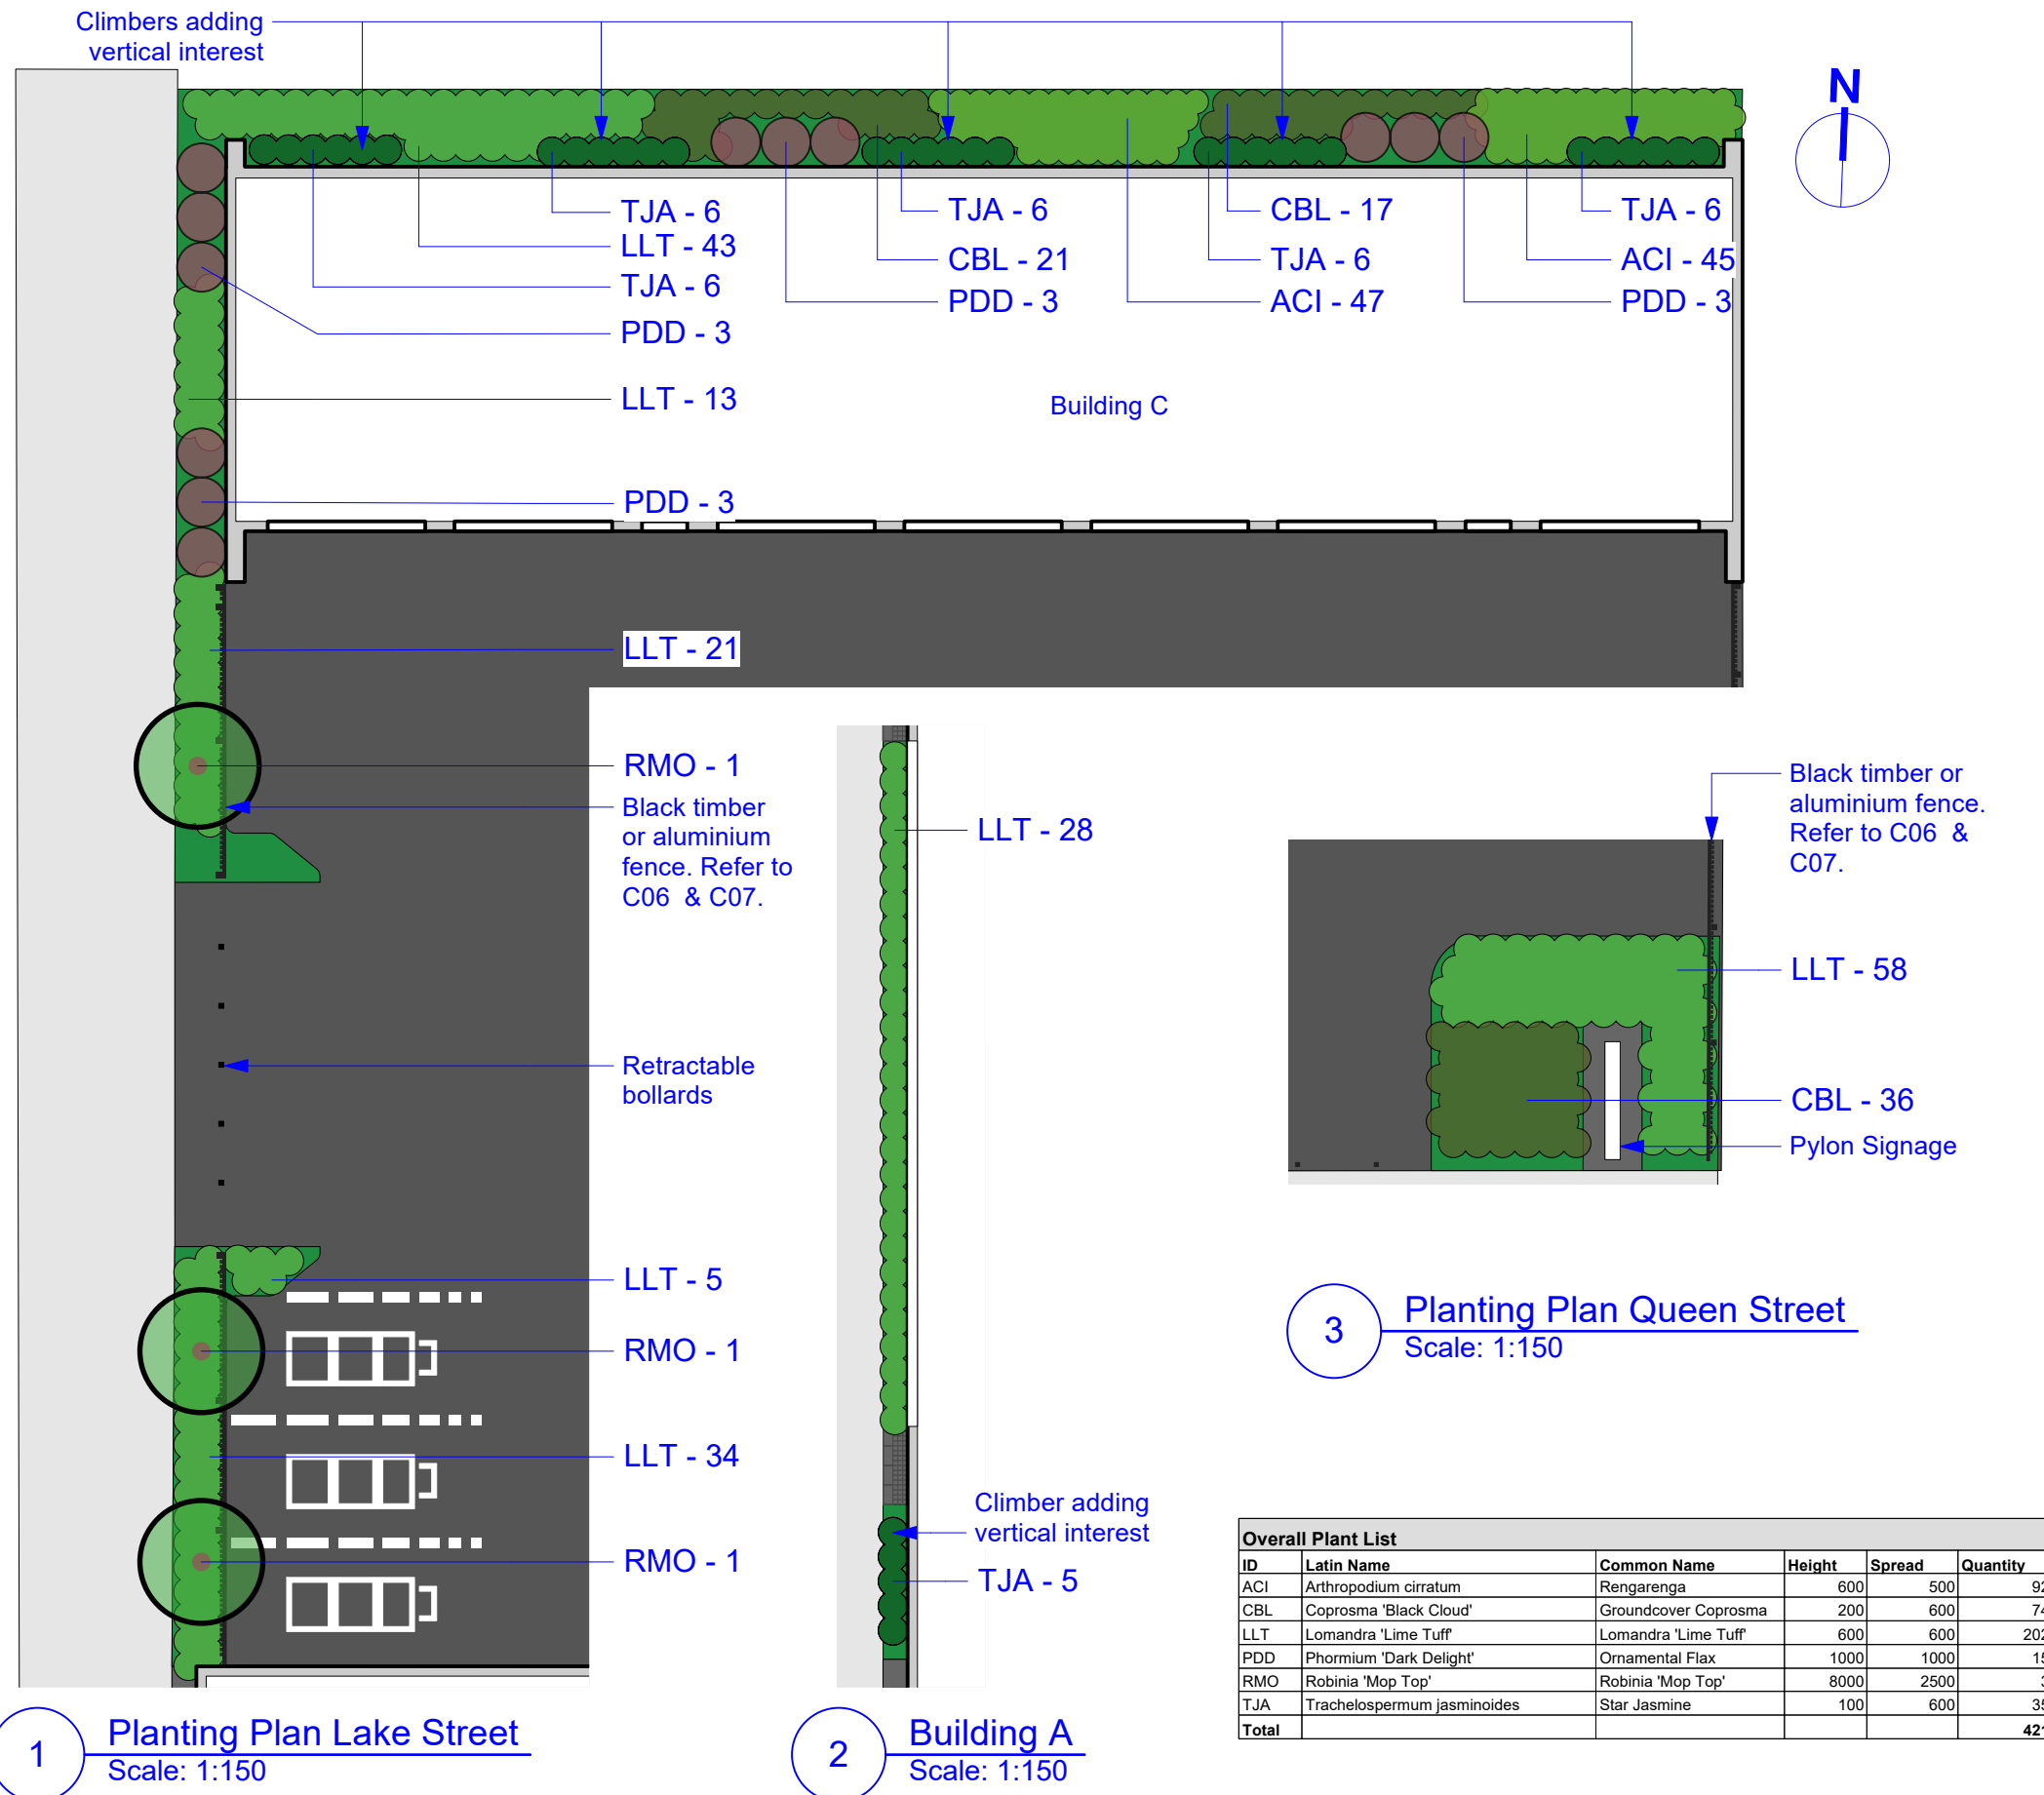 Climbers adding
vertical interest
N
TJA - 6
LLT - 43
TJA - 6
PDD - 3
LLT - 13
PDD - 3
TJA - 6
CBL - 21
PDD - 3
CBL - 17
TJA - 6
ACI - 47
TJA - 6
ACI - 45
PDD - 3
Building C
LLT - 21
RMO - 1
Black timber
or aluminium
fence. Refer to
C06 & C07.
Retractable
bollards
LLT - 5
RMO - 1
LLT - 34
RMO - 1
LLT - 28
Climber adding
vertical interest
TJA - 5
Black timber or
aluminium fence.
Refer to C06 &
C07.
LLT - 58
CBL - 36
Pylon Signage
3 Planting Plan Queen Street
Scale: 1:150
Overall Plant List
ID Latin Name Common Name Height Spread Quantity
ACI Arthropodium cirratum Rengarenga 600 500 92
CBL Coprosma 'Black Cloud' Groundcover Coprosma 200 600 74
LLT Lomandra 'Lime Tuff' Lomandra 'Lime Tuff' 600 600 202
PDD Phormium 'Dark Delight' Ornamental Flax 1000 1000 15
RMO Robinia 'Mop Top' Robinia 'Mop Top' 8000 2500 3
TJA Trachelospermum jasminoides Star Jasmine 100 600 35
Total 421
1 Planting Plan Lake Street
Scale: 1:150
2 Building A
Scale: 1:150